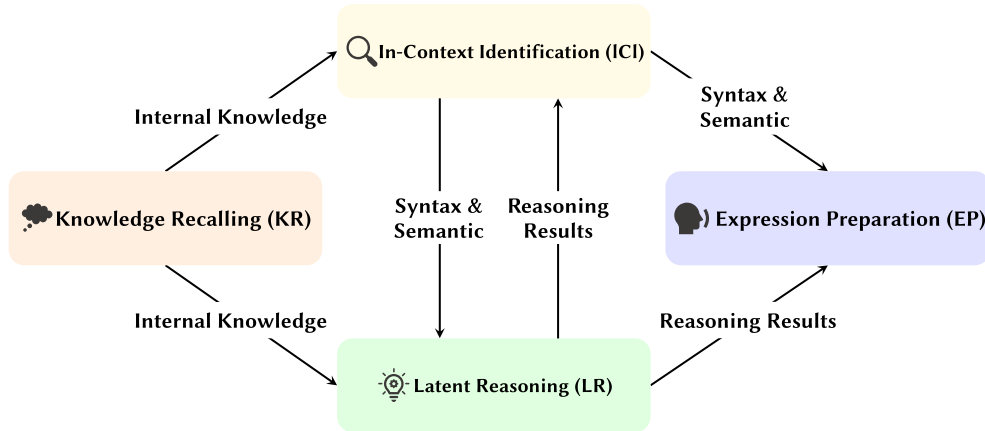 In-Context Identification (ICI)
Internal Knowledge
Syntax &
Semantic
Knowledge Recalling (KR)
Syntax &
Semantic
Reasoning
Results
Expression Preparation (EP)
Internal Knowledge
Reasoning Results
Latent Reasoning (LR)